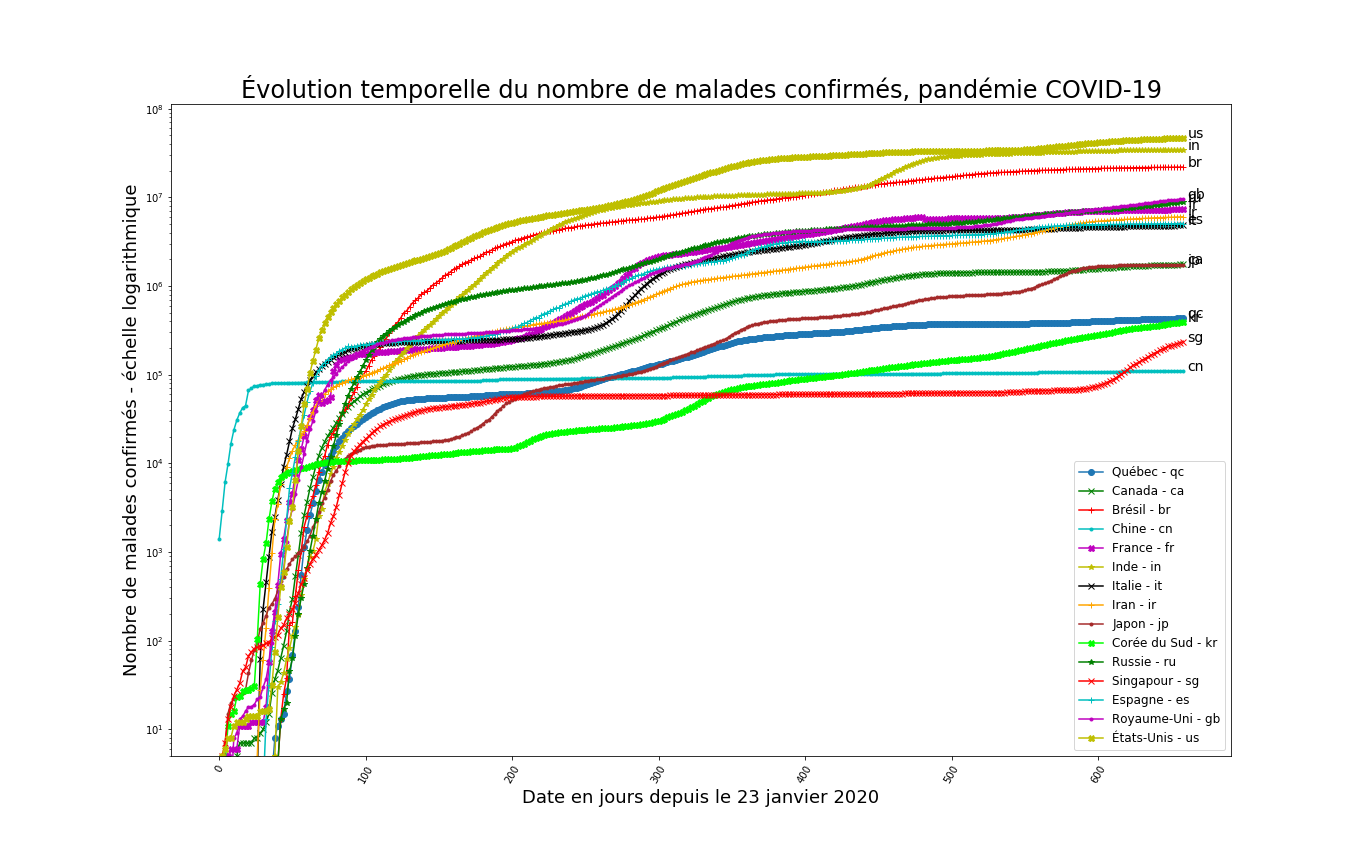 Évolution temporelle du nombre de malades confirmés, pandémie COVID-19
Nombre de malades confirmés - échelle logarithmique
10⁸
10⁷
10⁶
10⁵
10⁴
10³
10²
10¹
us
in
br
gb
es
it
ca
jp
qc
kr
sg
cn
Québec - qc
Canada - ca
Brésil - br
Chine - cn
France - fr
Inde - in
Italie - it
Iran - ir
Japon - jp
Corée du Sud - kr
Russie - ru
Singapour - sg
Espagne - es
Royaume-Uni - gb
États-Unis - us
0
100
200
300
400
500
600
Date en jours depuis le 23 janvier 2020